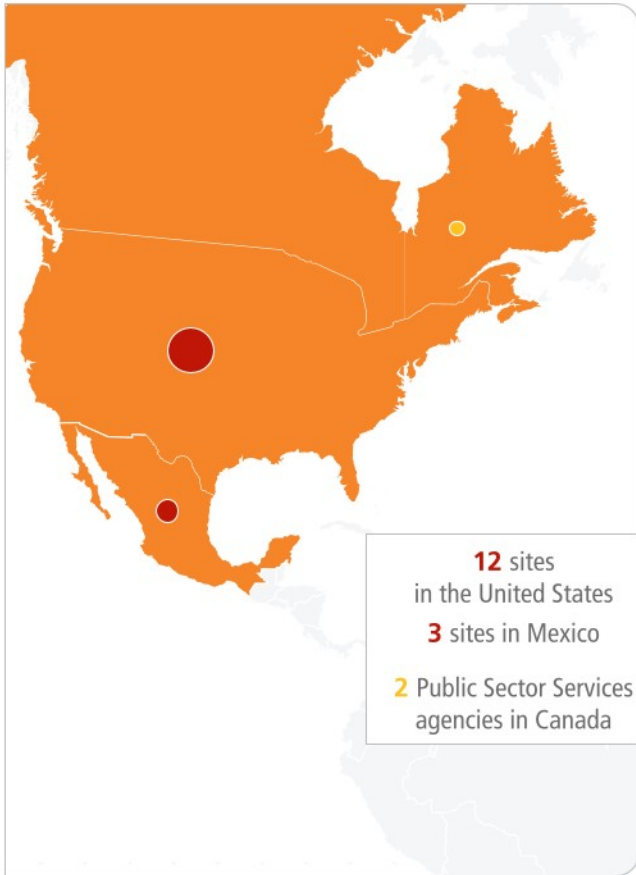 12 sites
in the United States
3 sites in Mexico
2 Public Sector Services
agencies in Canada